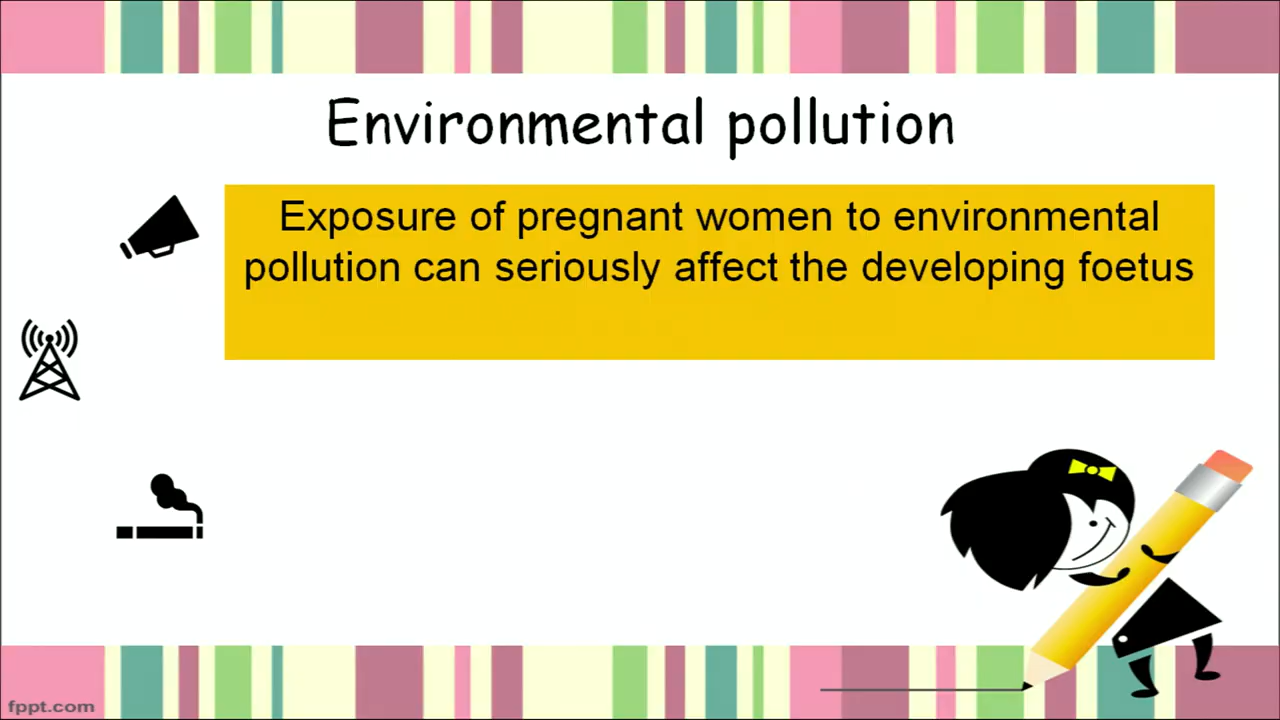 Environmental pollution
Exposure of pregnant women to environmental
pollution can seriously affect the developing foetus
fppt.com